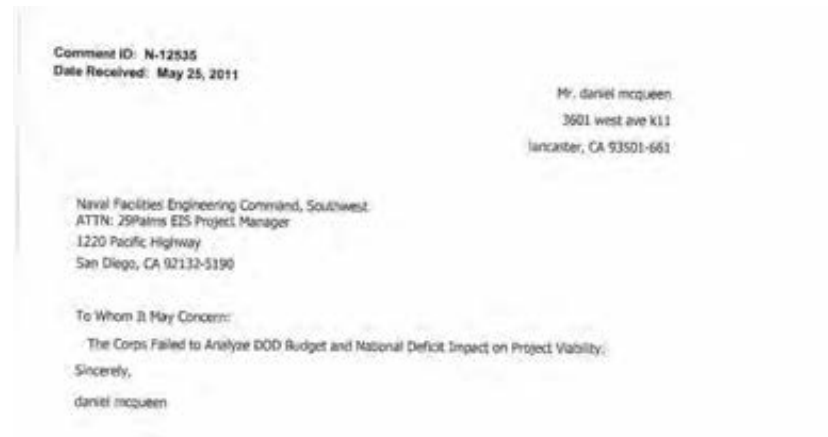 Comment ID: N-12535
Date Received: May 25, 2011
Mr. daniel mcqueen
3601 west ave k11
lancaster, CA 93501-661
Naval Facilities Engineering Command, Southwest
ATTN: 29Palms EIS Project Manager
1220 Pacific Highway
San Diego, CA 92132-5190
To Whom It May Concern:
The Corps Failed to Analyze DOD Budget and National Deficit Impact on Project Viability.
Sincerely,
daniel mcqueen